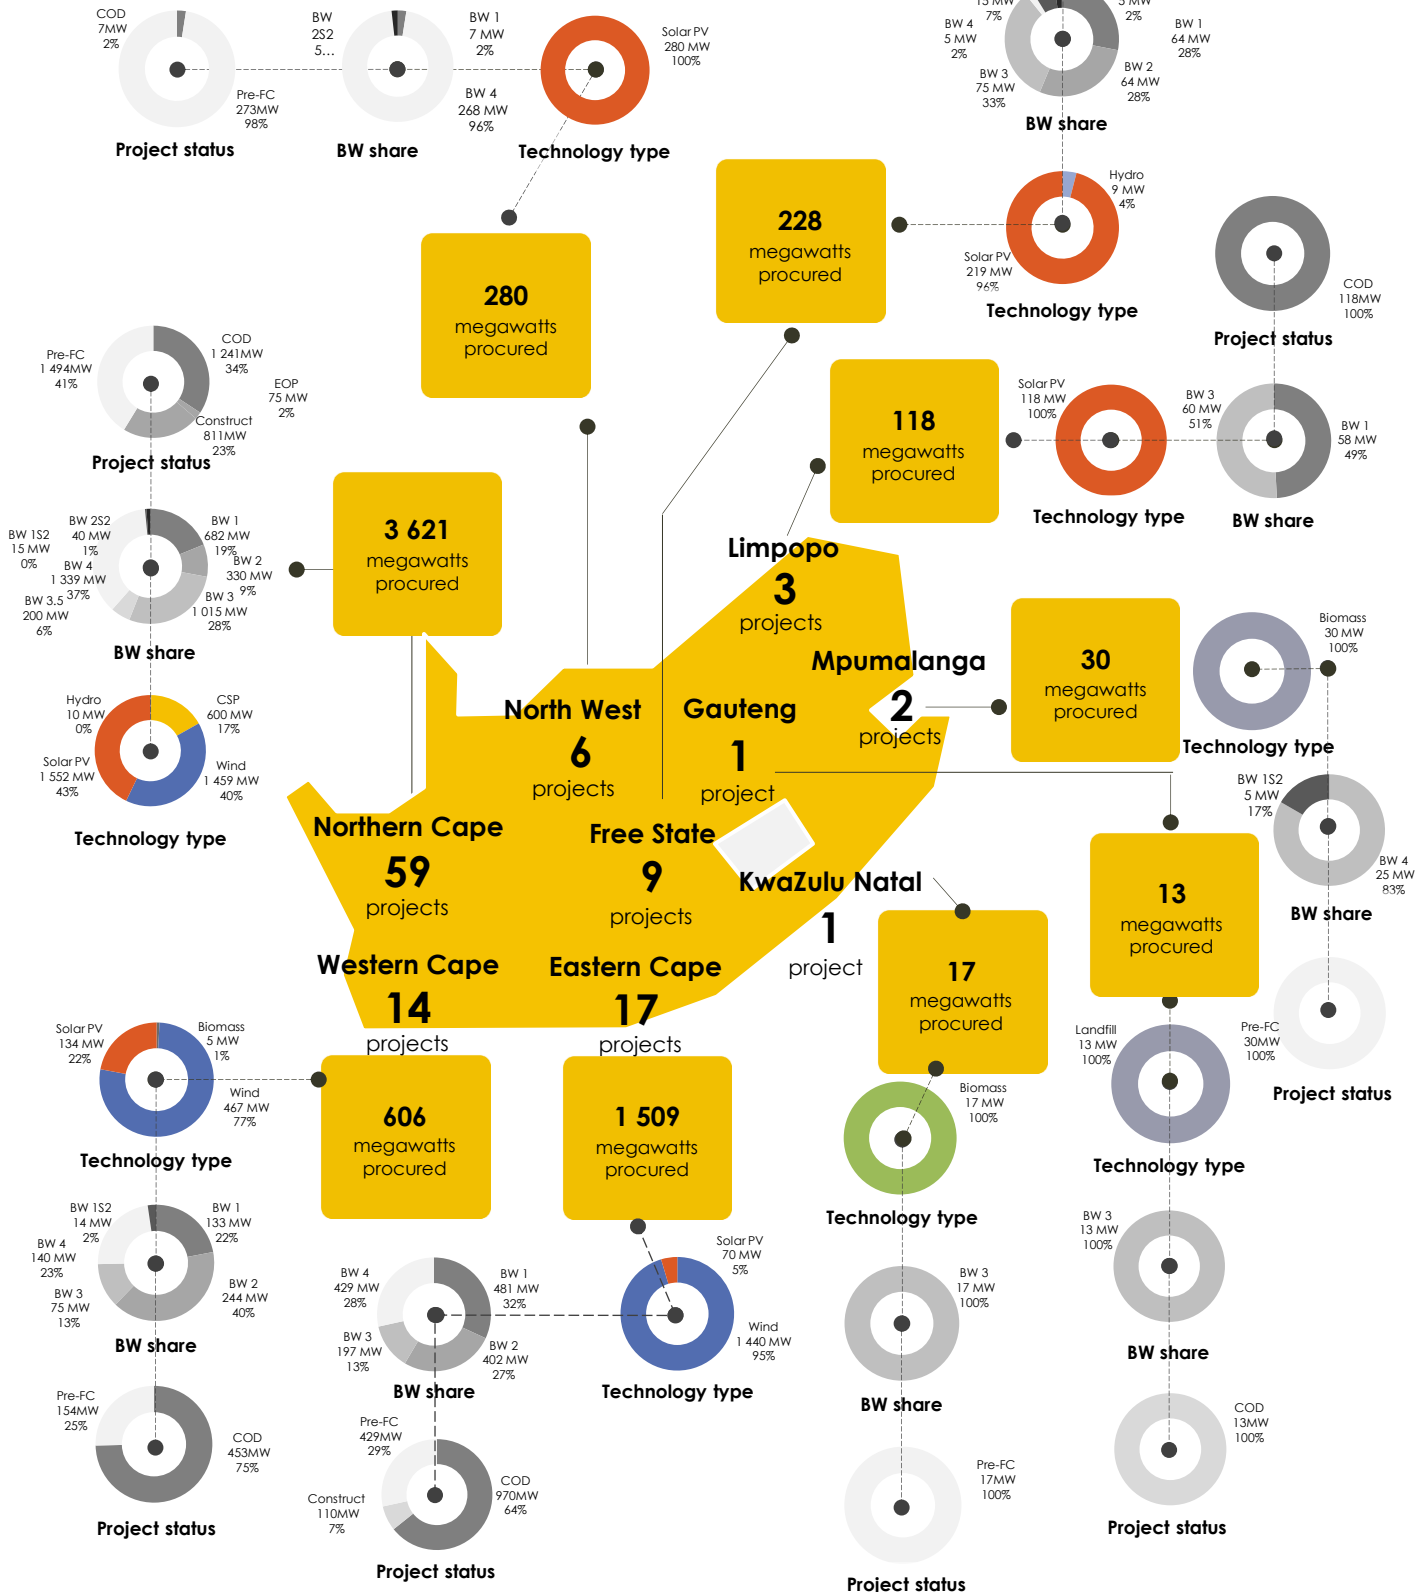 COD
7MW
2%
Pre-FC
273MW
98%
Project status
BW
2S2
5...
BW 1
7 MW
2%
BW 4
268 MW
96%
BW share
Solar PV
280 MW
100%
Technology type
280
megawatts
procured
15 MW
7%
5 MW
2%
BW 4
5 MW
2%
BW 1
64 MW
28%
BW 3
75 MW
33%
BW 2
64 MW
28%
BW share
Hydro
9 MW
4%
Solar PV
219 MW
96%
Technology type
228
megawatts
procured
COD
118MW
100%
Project status
BW 3
60 MW
51%
BW 1
58 MW
49%
BW share
Solar PV
118 MW
100%
Technology type
118
megawatts
procured
Pre-FC
1 494MW
41%
COD
1 241MW
34%
EOP
75 MW
2%
Construct
811MW
23%
Project status
BW 1S2
15 MW
0%
BW 2S2
40 MW
1%
BW 1
682 MW
19%
BW 4
1 339 MW
37%
BW 2
330 MW
9%
BW 3.5
200 MW
6%
BW 3
1 015 MW
28%
BW share
Hydro
10 MW
0%
CSP
600 MW
17%
Solar PV
1 552 MW
43%
Wind
1 459 MW
40%
Technology type
3 621
megawatts
procured
Limpopo
3
projects
Mpumalanga
2
projects
North West
6
projects
Gauteng
1
project
Northern Cape
59
projects
Free State
9
projects
KwaZulu Natal
1
project
Western Cape
14
projects
Eastern Cape
17
projects
30
megawatts
procured
Biomass
30 MW
100%
Technology type
BW 1S2
5 MW
17%
BW 4
25 MW
83%
BW share
Pre-FC
30MW
100%
Project status
13
megawatts
procured
Landfill
13 MW
100%
Technology type
BW 3
13 MW
100%
BW share
COD
13MW
100%
Project status
17
megawatts
procured
Biomass
17 MW
100%
Technology type
BW 3
17 MW
100%
BW share
Pre-FC
17MW
100%
Project status
Solar PV
134 MW
22%
Biomass
5 MW
1%
Wind
467 MW
77%
Technology type
606
megawatts
procured
BW 1S2
14 MW
2%
BW 1
133 MW
22%
BW 4
140 MW
23%
BW 2
244 MW
40%
BW 3
75 MW
13%
BW share
Pre-FC
154MW
25%
COD
453MW
75%
Project status
1 509
megawatts
procured
Solar PV
70 MW
5%
Wind
1 440 MW
95%
Technology type
BW 4
429 MW
28%
BW 1
481 MW
32%
BW 3
197 MW
13%
BW 2
402 MW
27%
BW share
Pre-FC
429MW
29%
Construct
110MW
7%
COD
970MW
64%
Project status